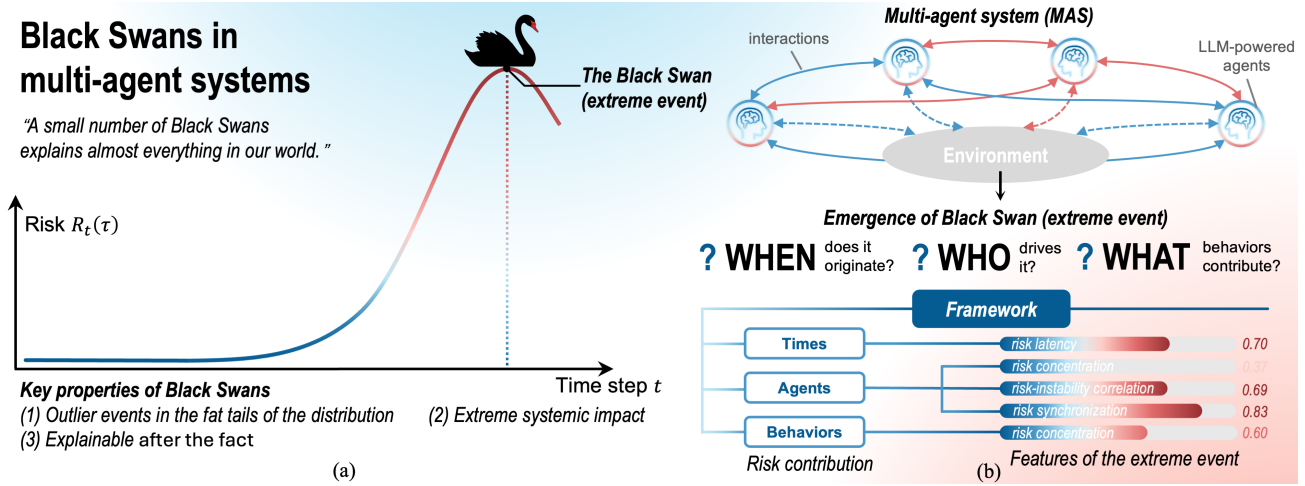 Black Swans in
multi-agent systems
“A small number of Black Swans
explains almost everything in our world. ”
The Black Swan
(extreme event)
Risk R_t(τ)
Time step t
Key properties of Black Swans
(1) Outlier events in the fat tails of the distribution
(2) Extreme systemic impact
(3) Explainable after the fact
(a)
Multi-agent system (MAS)
interactions
LLM-powered
agents
Environment
Emergence of Black Swan (extreme event)
? WHEN does it
originate?
? WHO drives
it?
? WHAT behaviors
contribute?
Framework
Times
risk latency
0.70
risk concentration
0.37
Agents
risk-instability correlation
0.69
risk synchronization
0.83
Behaviors
risk concentration
0.60
Risk contribution
Features of the extreme event
(b)